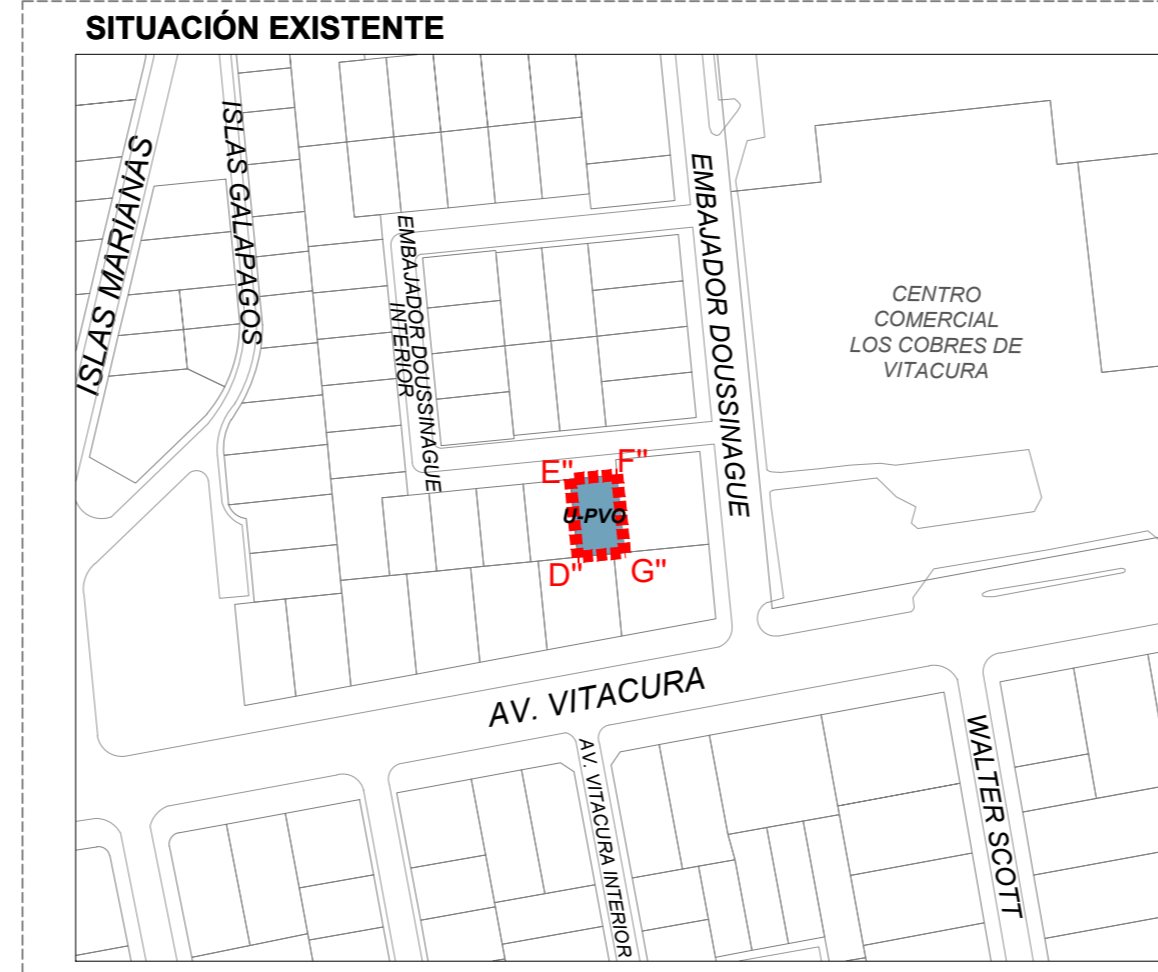 SITUACIÓN EXISTENTE
ISLAS MARIANAS
ISLAS GALAPAGOS
EMBAJADOR DOUSSINAGUE
INTERIOR
EMBAJADOR DOUSSINAGUE
CENTRO
COMERCIAL
LOS COBRES DE
VITACURA
E"
F"
U-PVO
D"
G"
AV. VITACURA
AV. VITACURA INTERIOR
WALTER SCOTT